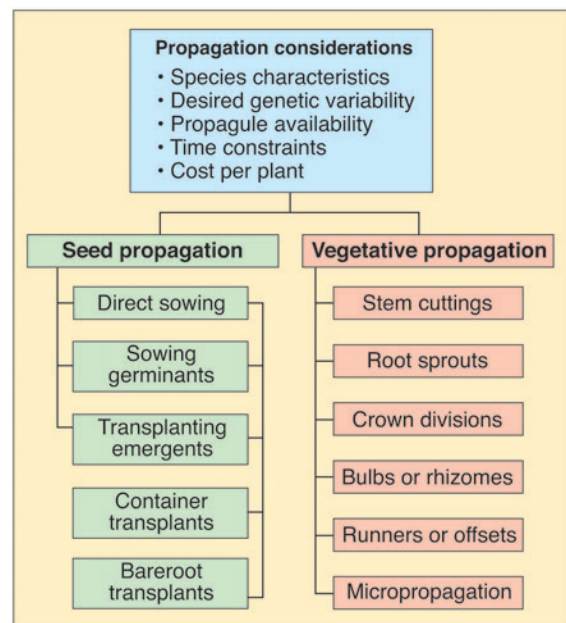 Propagation considerations
• Species characteristics
• Desired genetic variability
• Propagule availability
• Time constraints
• Cost per plant
Seed propagation
Direct sowing
Sowing
germinants
Transplanting
emergents
Container
transplants
Bareroot
transplants
Vegetative propagation
Stem cuttings
Root sprouts
Crown divisions
Bulbs or rhizomes
Runners or offsets
Micropropagation